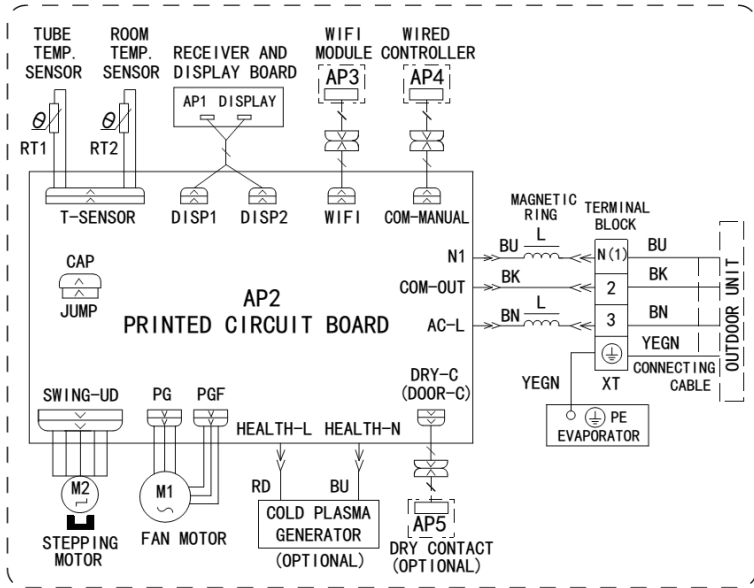 TUBE
TEMP.
SENSOR
ROOM
TEMP.
SENSOR
RECEIVER AND
DISPLAY BOARD
WIFI
MODULE
WIRED
CONTROLLER
AP1 DISPLAY
AP3
AP4
θ
RT1
θ
RT2
T-SENSOR
DISP1
DISP2
WIFI
COM-MANUAL
MAGNETIC
RING
TERMINAL
BLOCK
CAP
JUMP
AP2
PRINTED CIRCUIT BOARD
N1
BU
L
N(1)
BU
COM-OUT
BK
2
BK
AC-L
BN
L
3
BN
YEGN
XT
CONNECTING
CABLE
OUTDOOR UNIT
YEGN
PE
EVAPORATOR
SWING-UD
PG
PGF
HEALTH-L
HEALTH-N
DRY-C
(DOOR-C)
M2
M1
RD
BU
STEPPING
MOTOR
FAN MOTOR
COLD PLASMA
GENERATOR
(OPTIONAL)
AP5
DRY CONTACT
(OPTIONAL)